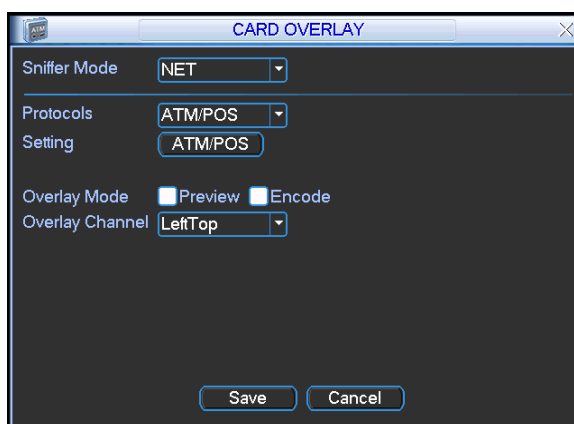 ATM
CARD OVERLAY
Sniffer Mode NET
Protocols ATM/POS
Setting ATM/POS
Overlay Mode Preview Encode
Overlay Channel LeftTop
Save Cancel